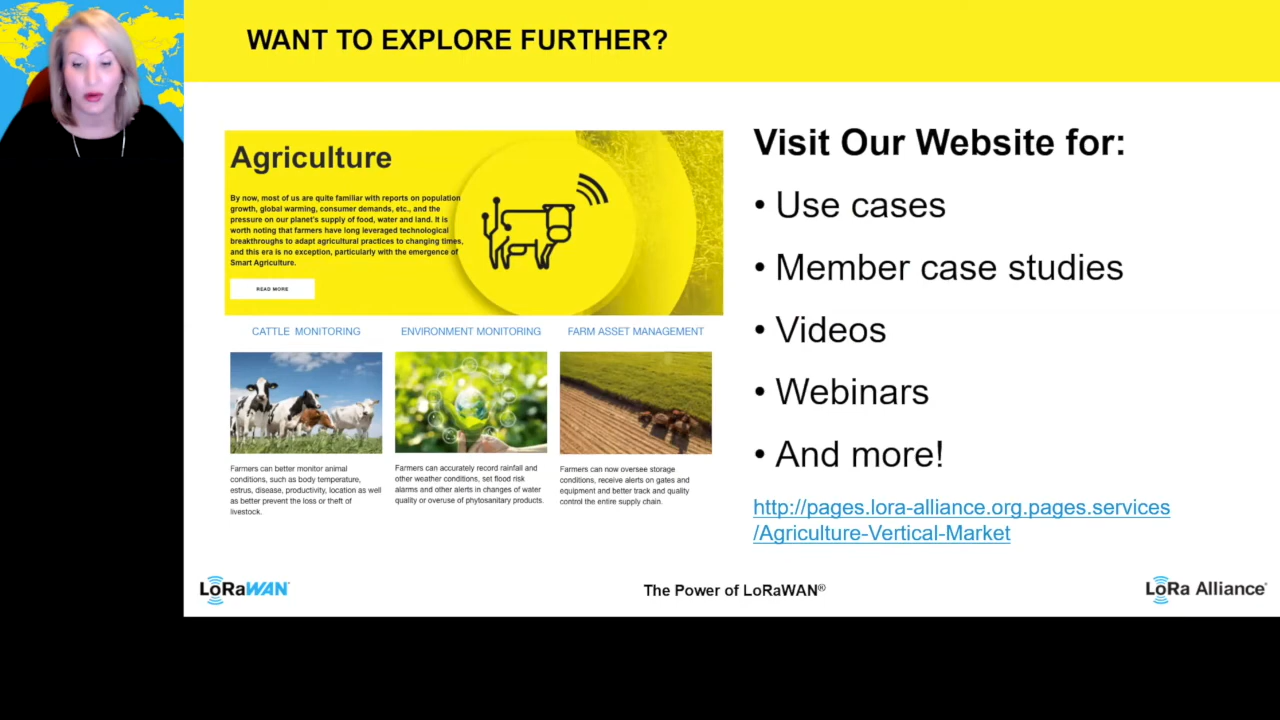 WANT TO EXPLORE FURTHER?
Agriculture
By now, most of us are quite familiar with reports on population
growth, global warming, consumer demands, etc., and the
pressure on our planet's supply of food, water and land. It is
worth noting that farmers have long leveraged technological
breakthroughs to adapt agricultural practices to changing times,
and this era is no exception, particularly with the emergence of
Smart Agriculture.
READ MORE
CATTLE MONITORING
Farmers can better monitor animal
conditions, such as body temperature,
estrus, disease, productivity, location as well
as better prevent the loss or theft of
livestock.
ENVIRONMENT MONITORING
Farmers can accurately record rainfall and
other weather conditions, set flood risk
alarms and other alerts in changes of water
quality or overuse of phytosanitary products.
FARM ASSET MANAGEMENT
Farmers can now oversee storage
conditions, receive alerts on gates and
equipment and better track and quality
control the entire supply chain.
Visit Our Website for:
• Use cases
• Member case studies
• Videos
• Webinars
• And more!
http://pages.lora-alliance.org.pages.services
/Agriculture-Vertical-Market
LoRaWAN
The Power of LoRaWAN®
LoRa Alliance